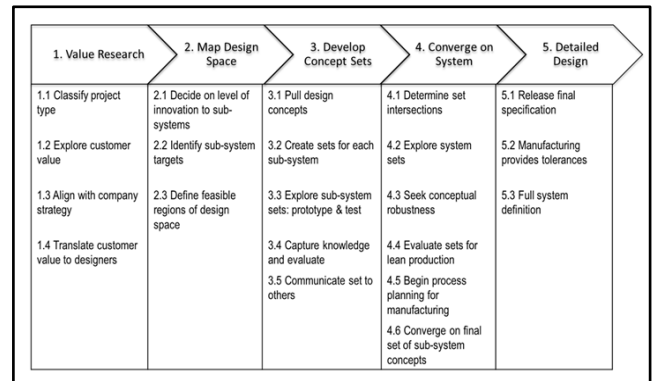 1. Value Research
2. Map Design
Space
3. Develop
Concept Sets
4. Converge on
System
5. Detailed
Design
1.1 Classify project
type
1.2 Explore customer
value
1.3 Align with company
strategy
1.4 Translate customer
value to designers
2.1 Decide on level of
innovation to sub-
systems
2.2 Identify sub-system
targets
2.3 Define feasible
regions of design
space
3.1 Pull design
concepts
3.2 Create sets for each
sub-system
3.3 Explore sub-system
sets: prototype & test
3.4 Capture knowledge
and evaluate
3.5 Communicate set to
others
4.1 Determine set
intersections
4.2 Explore system
sets
4.3 Seek conceptual
robustness
4.4 Evaluate sets for
lean production
4.5 Begin process
planning for
manufacturing
4.6 Converge on final
set of sub-system
concepts
5.1 Release final
specification
5.2 Manufacturing
provides tolerances
5.3 Full system
definition